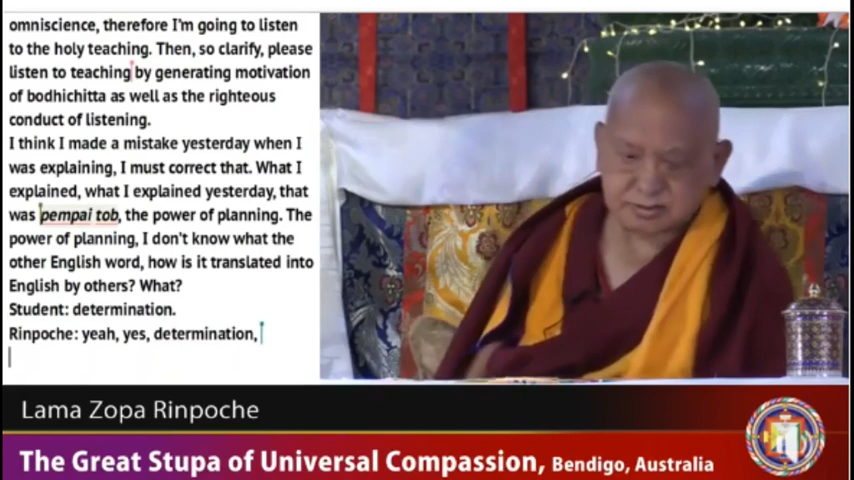 omniscience, therefore I'm going to listen
to the holy teaching. Then, so clarify, please
listen to teaching by generating motivation
of bodhichitta as well as the righteous
conduct of listening.
I think I made a mistake yesterday when I
was explaining, I must correct that. What I
explained, what I explained yesterday, that
was pempai tob, the power of planning. The
power of planning, I don't know what the
other English word, how is it translated into
English by others? What?
Student: determination.
Rinpoche: yeah, yes, determination,
Lama Zopa Rinpoche
The Great Stupa of Universal Compassion, Bendigo, Australia